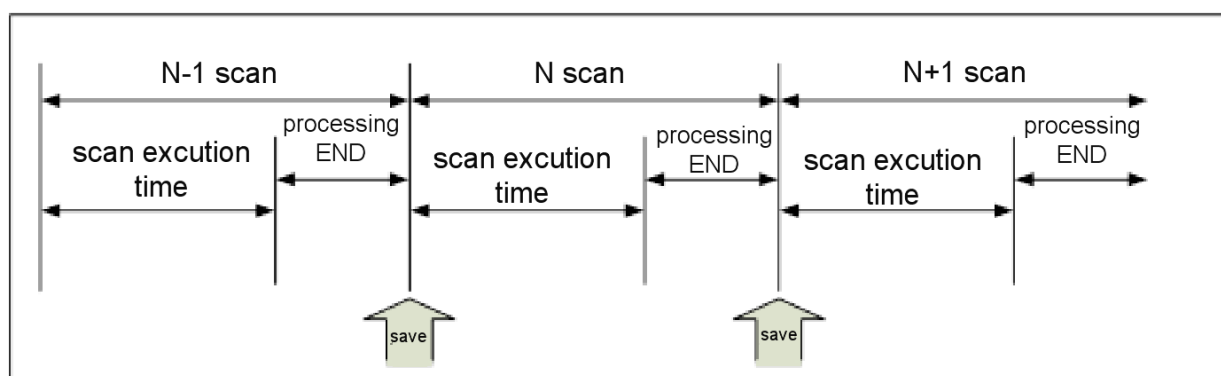 N-1 scan
N scan
N+1 scan
processing
END
processing
END
processing
END
scan excution
time
scan excution
time
scan excution
time
save
save